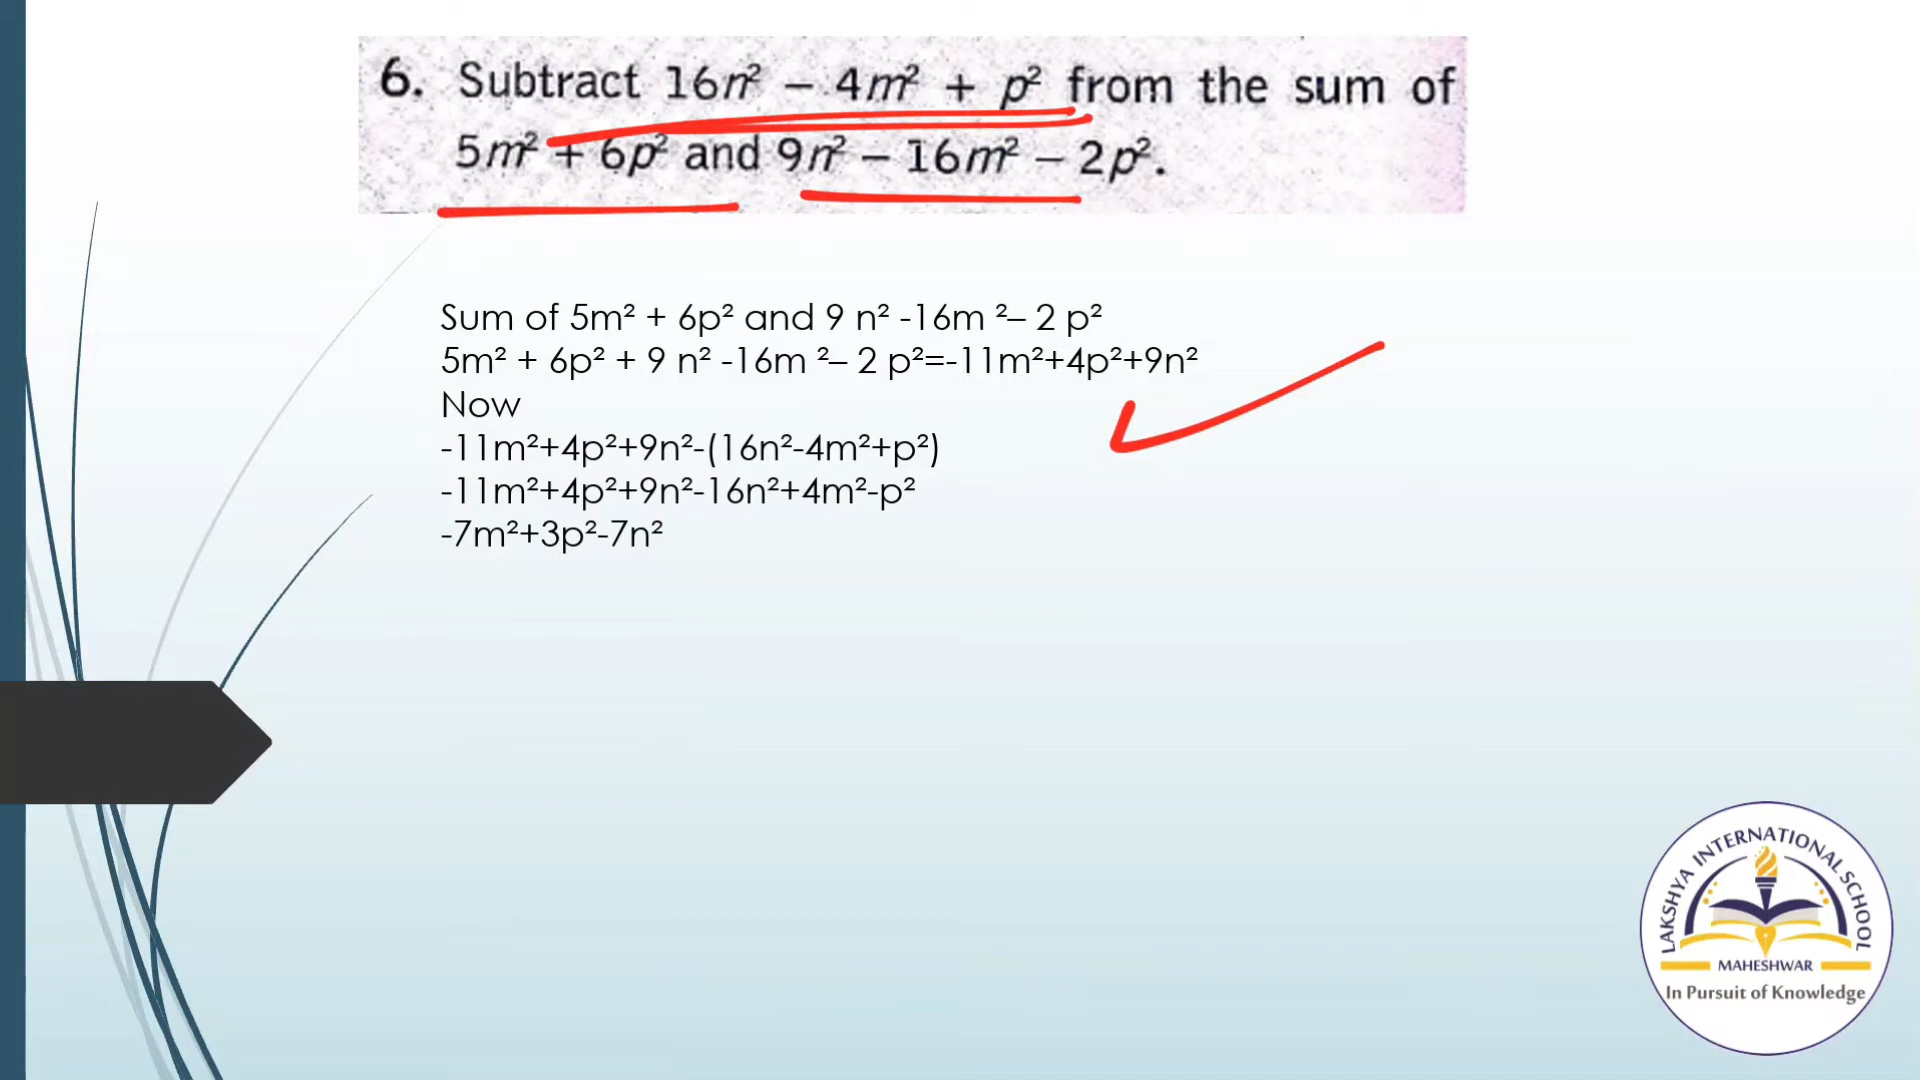 6. Subtract 16n² – 4m² + p² from the sum of
5m² + 6p² and 9n² – 16m² – 2p².
Sum of 5m² + 6p² and 9 n² -16m ²– 2 p²
5m² + 6p² + 9 n² -16m ²– 2 p²=-11m²+4p²+9n²
Now
-11m²+4p²+9n²-(16n²-4m²+p²)
-11m²+4p²+9n²-16n²+4m²-p²
-7m²+3p²-7n²
LAKSHYA INTERNATIONAL SCHOOL
MAHESHWAR
In Pursuit of Knowledge